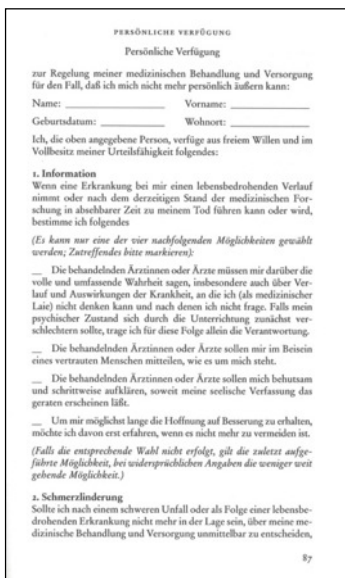 PERSÖNLICHE VERFÜGUNG
Persönliche Verfügung
zur Regelung meiner medizinischen Behandlung und Versorgung
für den Fall, daß ich mich nicht mehr persönlich äußern kann:
Name: ____________ Vorname: ____________
Geburtsdatum: ____________ Wohnort: ____________
Ich, die oben angegebene Person, verfüge aus freiem Willen und im
Vollbesitz meiner Urteilsfähigkeit folgendes:
1. Information
Wenn eine Erkrankung bei mir einen lebensbedrohenden Verlauf
nimmt oder nach dem derzeitigen Stand der medizinischen For-
schung in absehbarer Zeit zu meinem Tod führen kann oder wird,
bestimme ich folgendes
(Es kann nur eine der vier nachfolgenden Möglichkeiten gewählt
werden; Zutreffendes bitte markieren):
__ Die behandelnden Ärztinnen oder Ärzte müssen mir darüber die
volle und umfassende Wahrheit sagen, insbesondere auch über Ver-
lauf und Auswirkungen der Krankheit, an die ich (als medizinischer
Laie) nicht denken kann und nach denen ich nicht frage. Falls mein
psychischer Zustand sich durch die Unterrichtung zunächst ver-
schlechtern sollte, trage ich für diese Folge allein die Verantwortung.
__ Die behandelnden Ärztinnen oder Ärzte sollen mir im Beisein
eines vertrauten Menschen mitteilen, wie es um mich steht.
__ Die behandelnden Ärztinnen oder Ärzte sollen mich behutsam
und schrittweise aufklären, soweit meine seelische Verfassung das
geraten erscheinen läßt.
__ Um mir möglichst lange die Hoffnung auf Besserung zu erhalten,
möchte ich davon erst erfahren, wenn es nicht mehr zu vermeiden ist.
(Falls die entsprechende Wahl nicht erfolgt, gilt die zuletzt aufge-
führte Möglichkeit, bei widersprüchlichen Angaben die weniger weit
gehende Möglichkeit.)
2. Schmerzlinderung
Sollte ich nach einem schweren Unfall oder als Folge einer lebensbe-
drohenden Erkrankung nicht mehr in der Lage sein, über meine me-
dizinische Behandlung und Versorgung unmittelbar zu entscheiden,
87